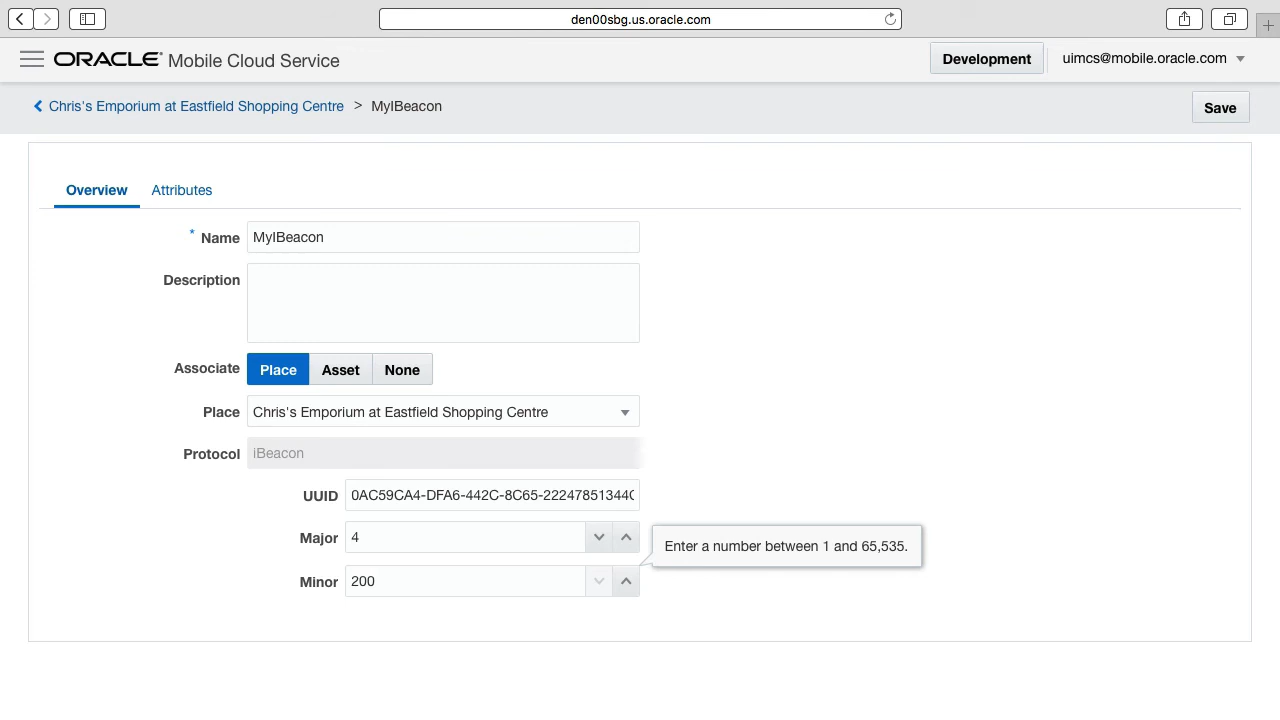 den00sbg.us.oracle.com
ORACLE® Mobile Cloud Service
Development
uimcs@mobile.oracle.com
Chris's Emporium at Eastfield Shopping Centre > MyIBeacon
Save
Overview
Attributes
* Name
MyIBeacon
Description
Associate
Place
Asset
None
Place
Chris's Emporium at Eastfield Shopping Centre
Protocol
iBeacon
UUID
0AC59CA4-DFA6-442C-8C65-22247851344
Major
4
Enter a number between 1 and 65,535.
Minor
200